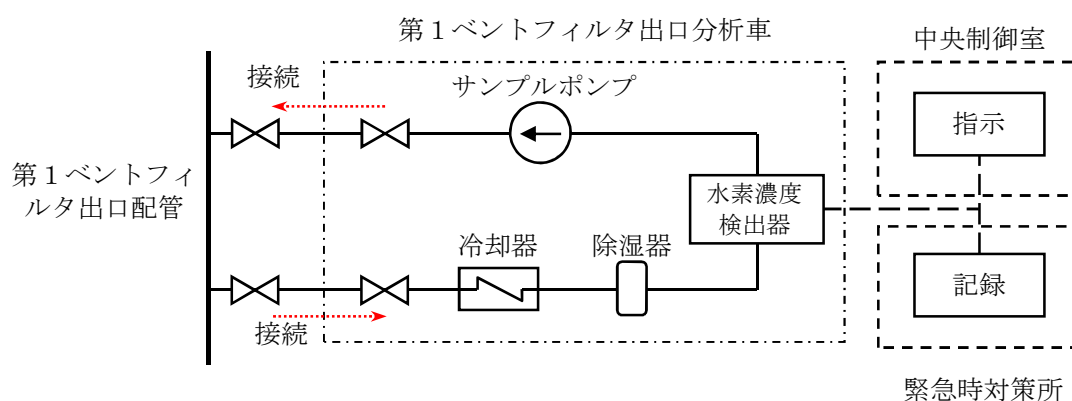 第１ベントフィルタ出口分析車
中央制御室
接続
サンプルポンプ
指示
第１ベントフィ
ルタ出口配管
水素濃度
検出器
冷却器
除湿器
記録
接続
緊急時対策所